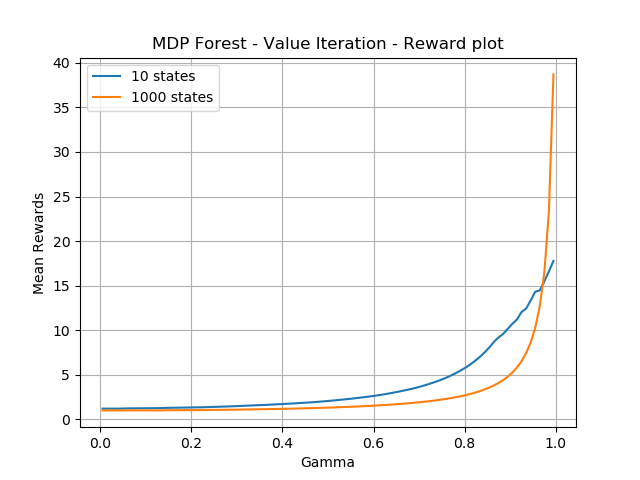 MDP Forest - Value Iteration - Reward plot
10 states
1000 states
40
35
30
25
20
15
10
5
0
Mean Rewards
0.0 0.2 0.4 0.6 0.8 1.0
Gamma